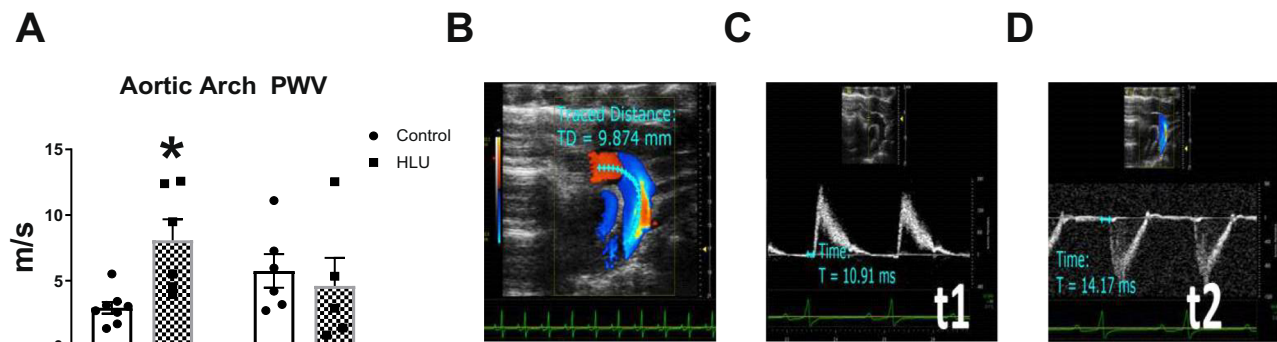 A
B
C
D
Aortic Arch PWV
Control
HLU
15
*
10
5
m/s
Traced Distance:
TD = 9.874 mm
Time:
T = 10.91 ms
t1
Time:
T = 14.17 ms
t2